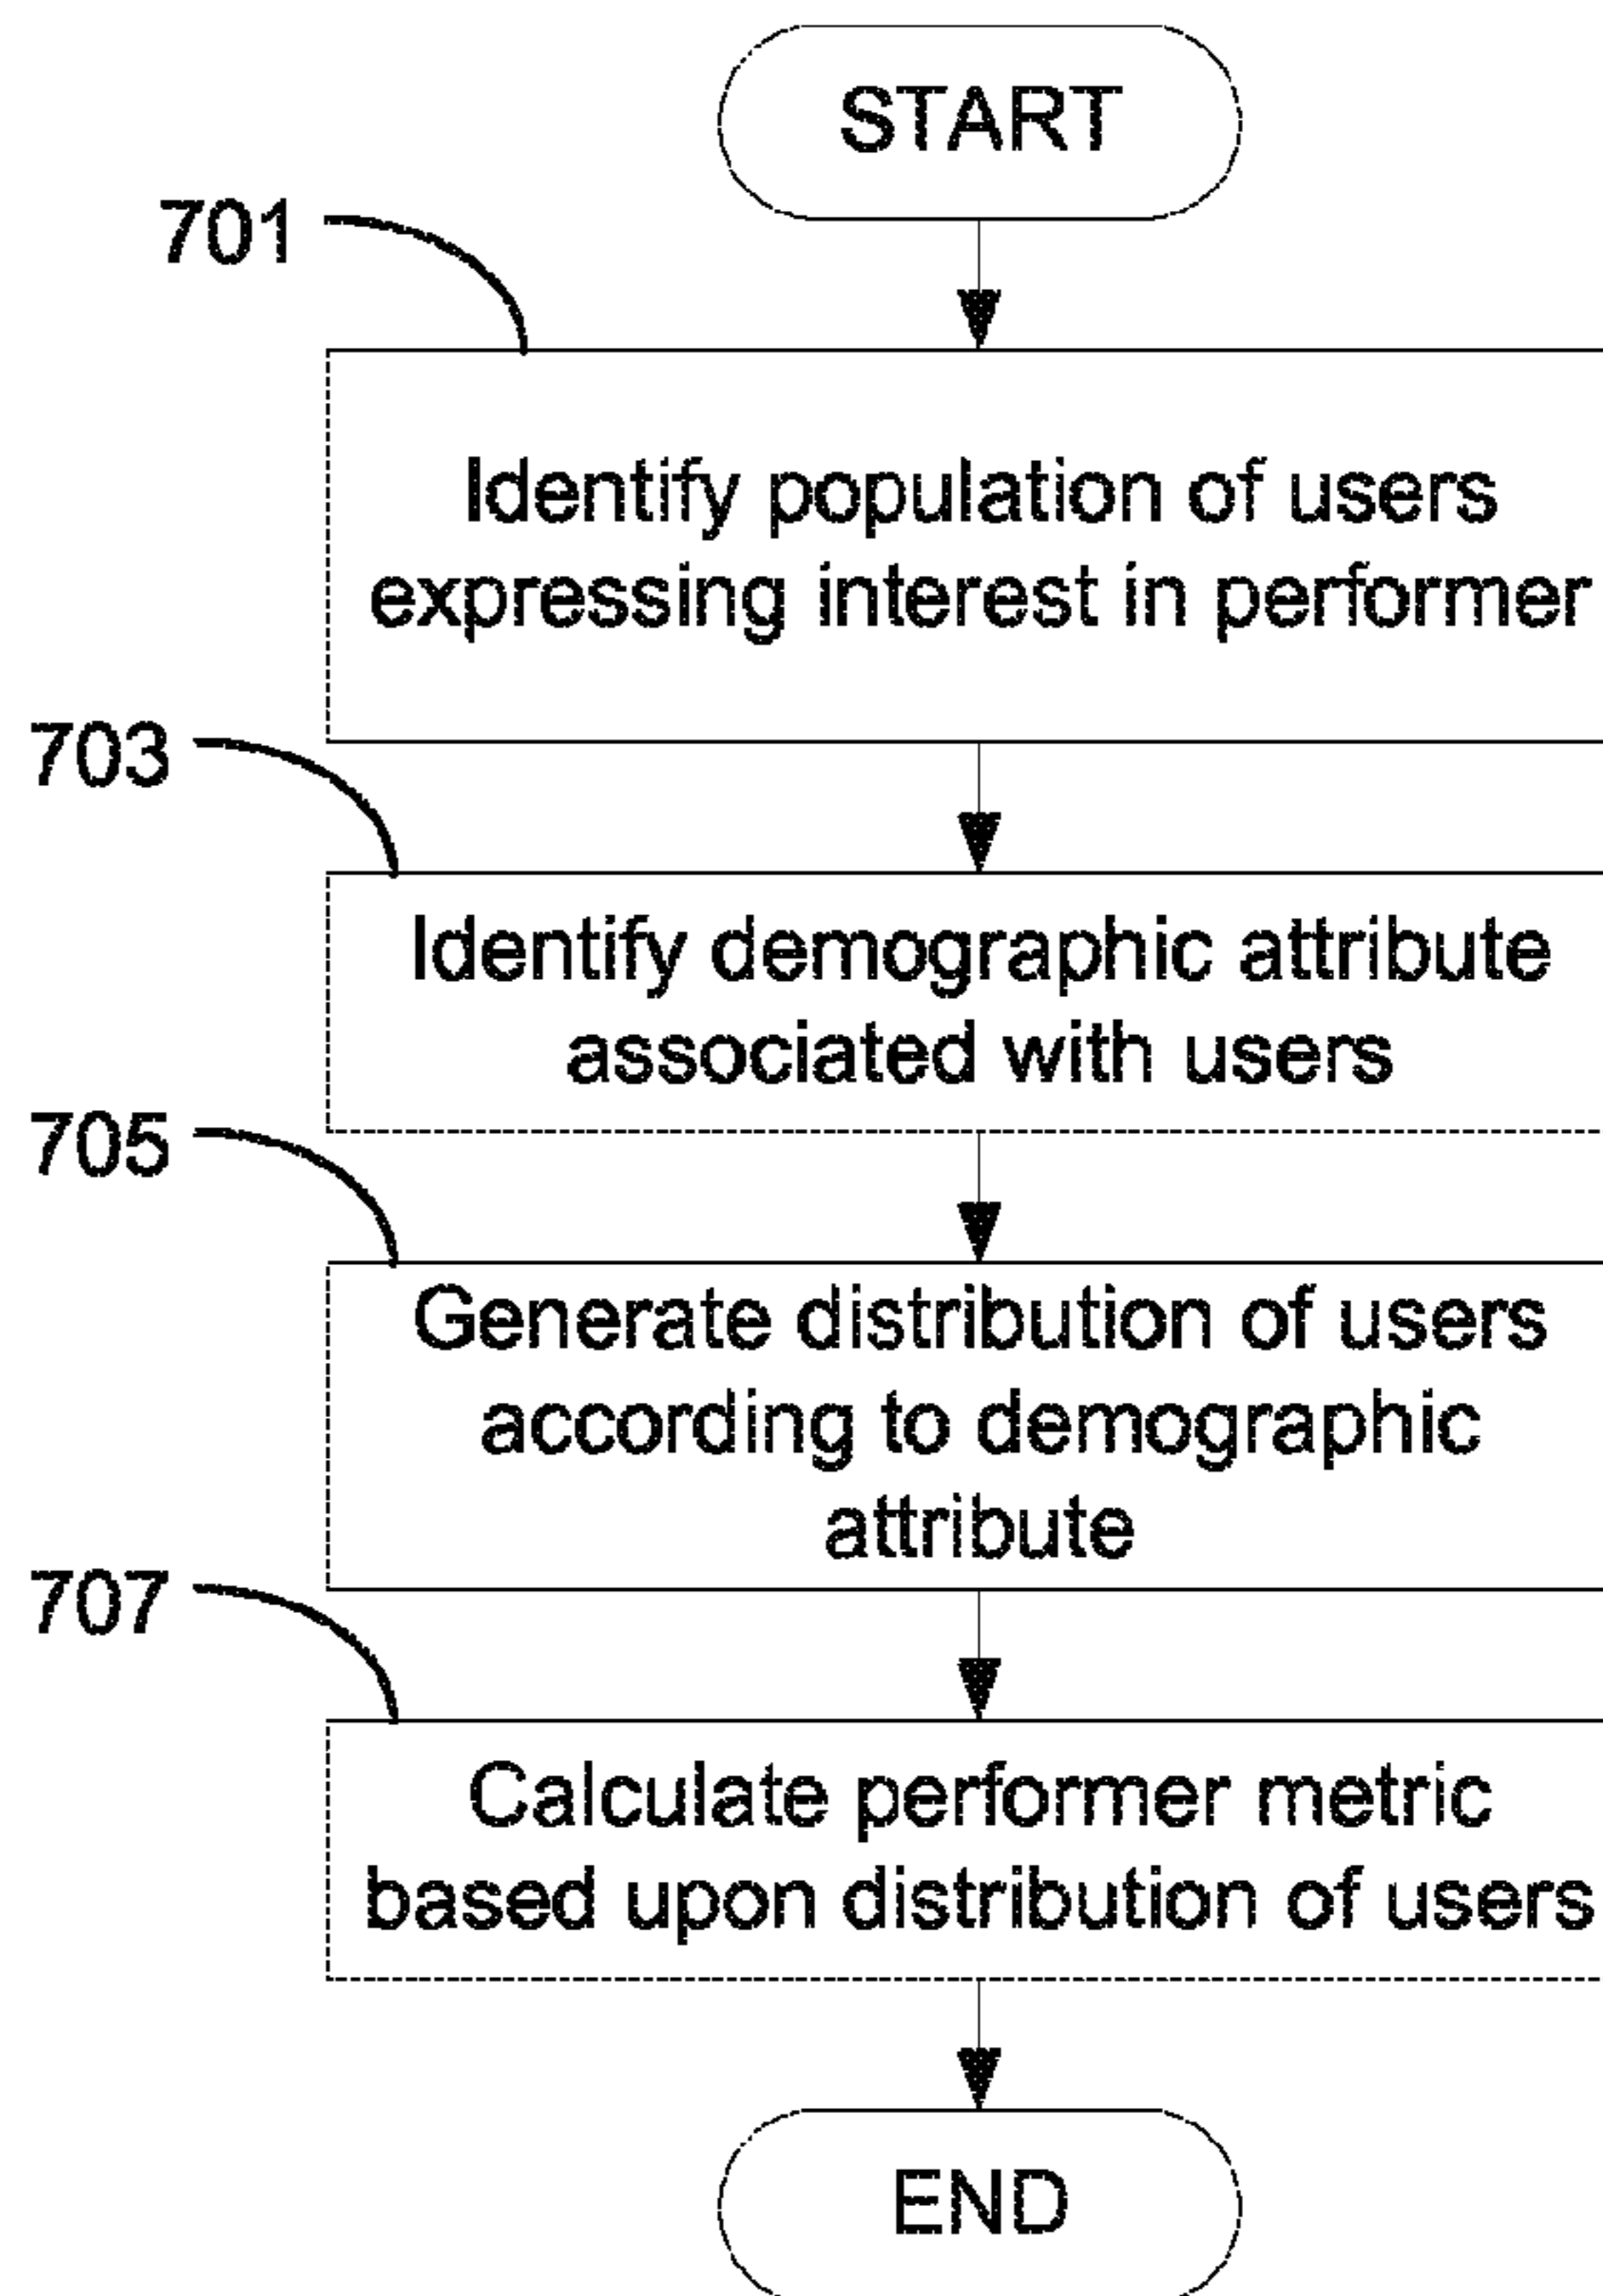 START
701
Identify population of users
expressing interest in performer
703
Identify demographic attribute
associated with users
705
Generate distribution of users
according to demographic
attribute
707
Calculate performer metric
based upon distribution of users
END